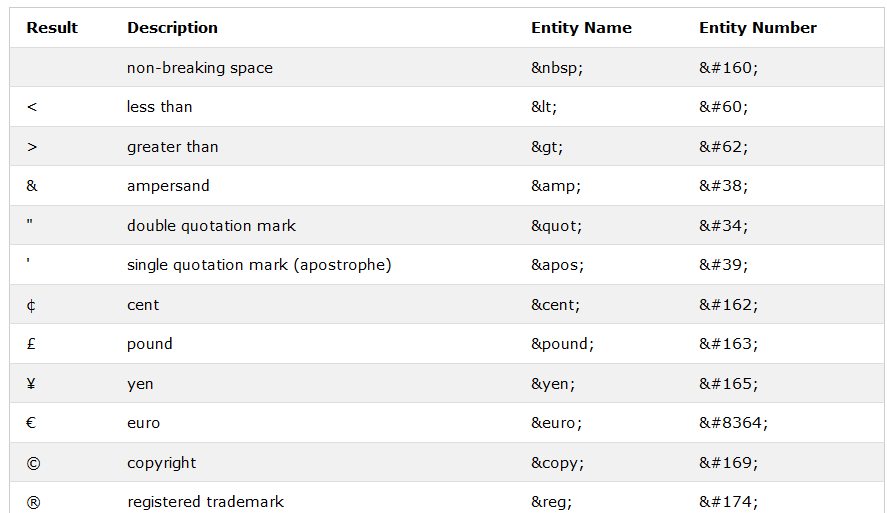 Result Description Entity Name Entity Number
non-breaking space &nbsp; &#160;
< less than &lt; &#60;
> greater than &gt; &#62;
& ampersand &amp; &#38;
" double quotation mark &quot; &#34;
' single quotation mark (apostrophe) &apos; &#39;
¢ cent &cent; &#162;
£ pound &pound; &#163;
¥ yen &yen; &#165;
€ euro &euro; &#8364;
© copyright &copy; &#169;
® registered trademark &reg; &#174;